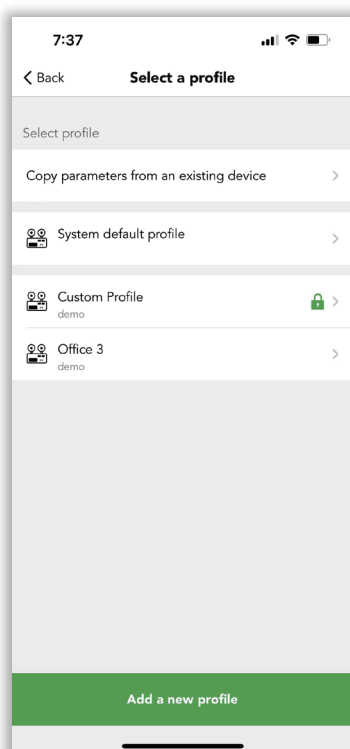 7:37
Back
Select a profile
Select profile
Copy parameters from an existing device
System default profile
Custom Profile
demo
Office 3
demo
Add a new profile